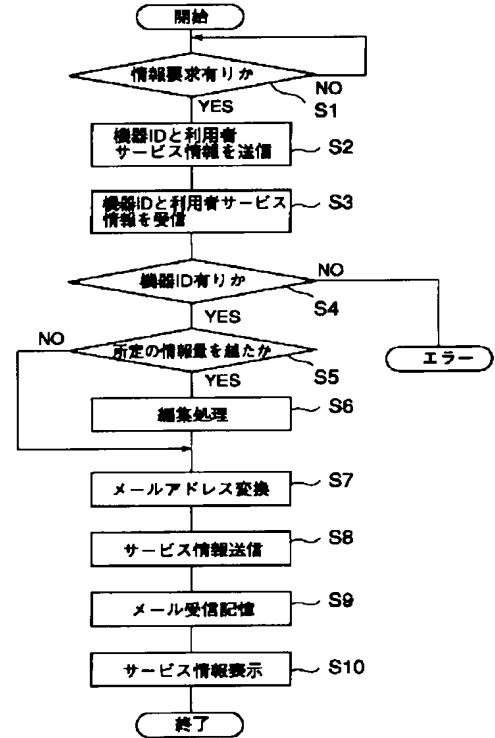 開始
情報要求有りか
NO
S1
YES
機器IDと利用者
サービス情報を送信
S2
機器IDと利用者サービス
情報を受信
S3
機器ID有りか
NO
S4
YES
NO
所定の情報量を越たか
S5
YES
エラー
編集処理
S6
メールアドレス変換
S7
サービス情報送信
S8
メール受信記憶
S9
サービス情報表示
S10
終了